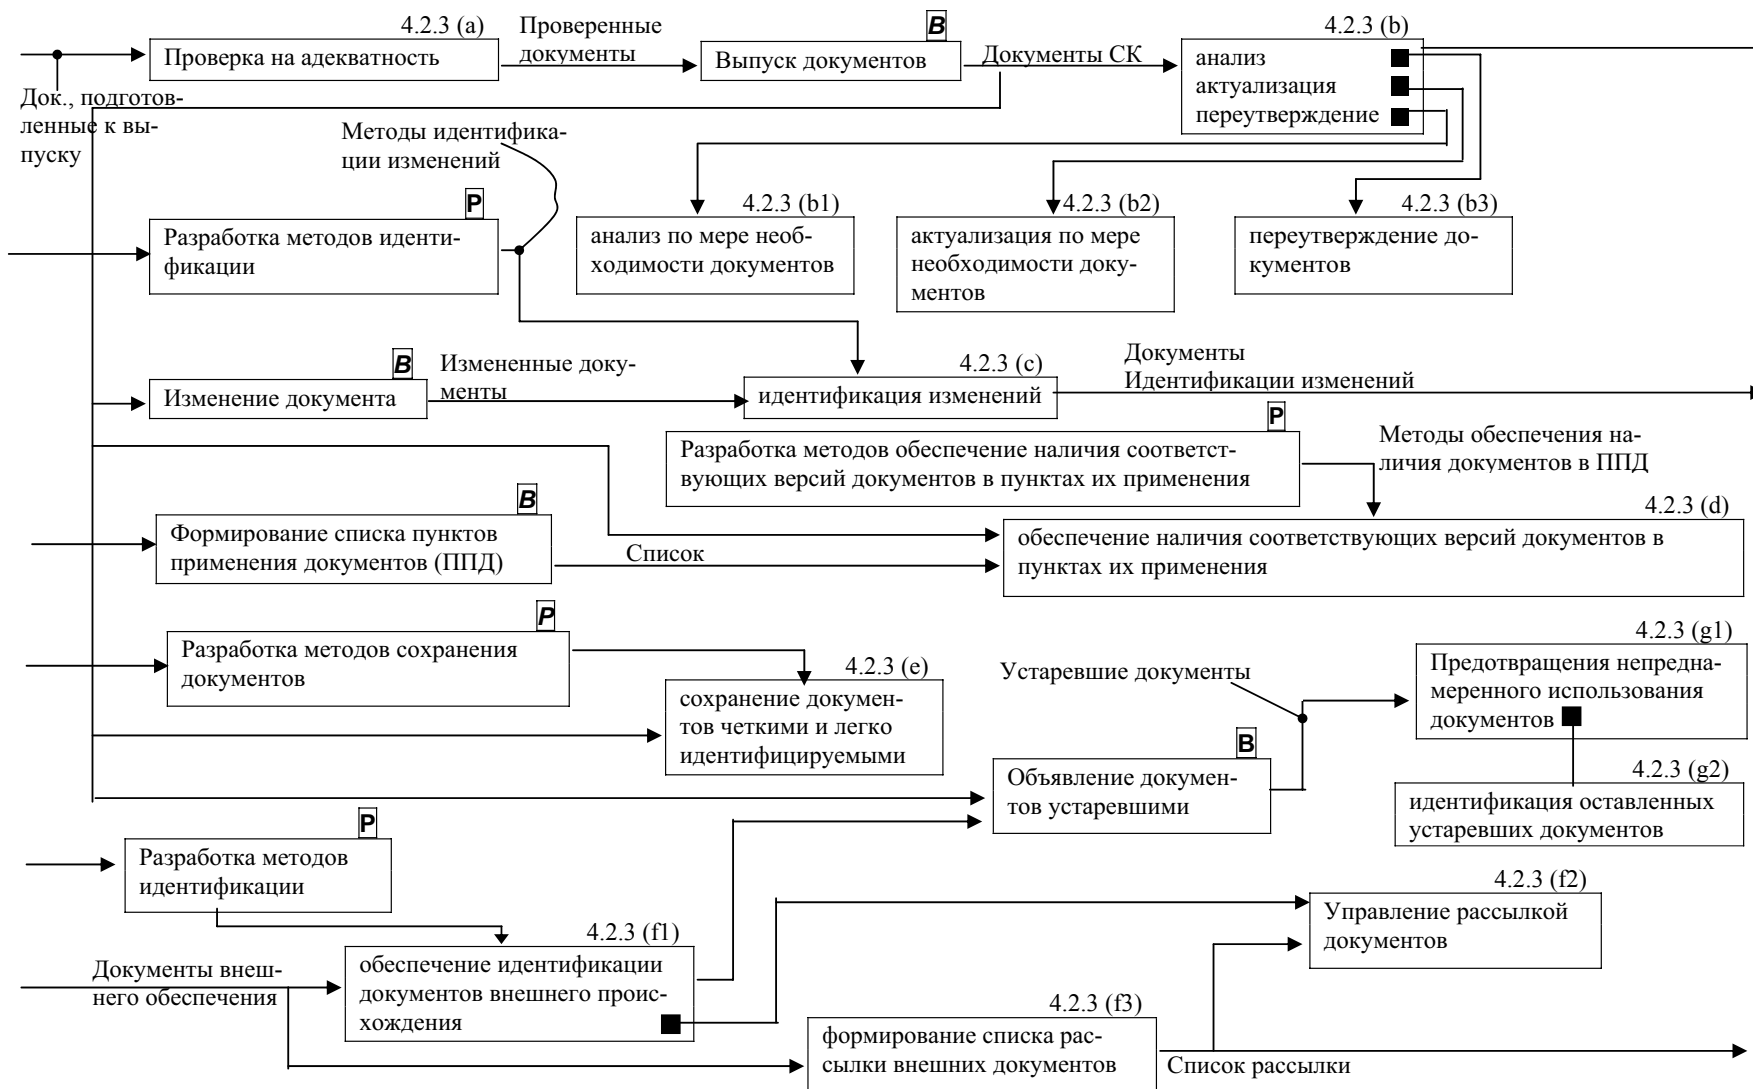 4.2.3 (a)
Проверка на адекватность
Проверенные
документы
В
Выпуск документов
Документы СК
4.2.3 (b)
анализ
актуализация
переутверждение
Док., подготов-
ленные к вы-
пуску
Методы идентифика-
ции изменений
Р
Разработка методов иденти-
фикации
4.2.3 (b1)
анализ по мере необ-
ходимости документов
4.2.3 (b2)
актуализация по мере
необходимости доку-
ментов
4.2.3 (b3)
переутверждение до-
кументов
В
Изменение документа
Измененные доку-
менты
4.2.3 (c)
идентификация изменений
Документы
Идентификации изменений
Р
Разработка методов обеспечение наличия соответст-
вующих версий документов в пунктах их применения
Методы обеспечения на-
личия документов в ППД
В
Формирование списка пунктов
применения документов (ППД)
Список
4.2.3 (d)
обеспечение наличия соответствующих версий документов в
пунктах их применения
Р
Разработка методов сохранения
документов
4.2.3 (e)
сохранение докумен-
тов четкими и легко
идентифицируемыми
Устаревшие документы
В
Объявление докумен-
тов устаревшими
4.2.3 (g1)
Предотвращения непредна-
меренного использования
документов
4.2.3 (g2)
идентификация оставленных
устаревших документов
Р
Разработка методов
идентификации
4.2.3 (f1)
обеспечение идентификации
документов внешнего проис-
хождения
4.2.3 (f2)
Управление рассылкой
документов
Документы внеш-
него обеспечения
4.2.3 (f3)
формирование списка рас-
сылки внешних документов
Список рассылки